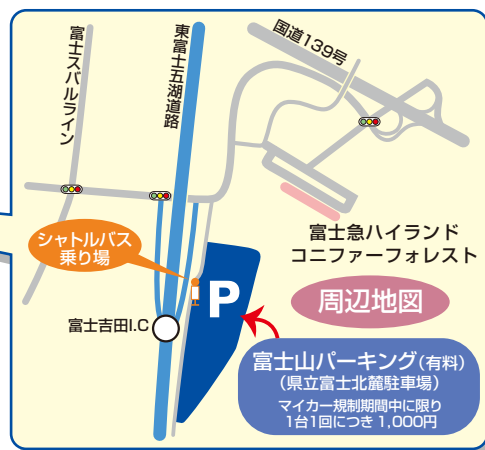 富士スバルライン
東富士五湖道路
国道139号
シャトルバス
乗り場
富士急ハイランド
コニファーフォレスト
P
周辺地図
富士吉田I.C
富士山パーキング(有料)
(県立富士北麓駐車場)
マイカー規制期間中に限り
1台1回につき1,000円